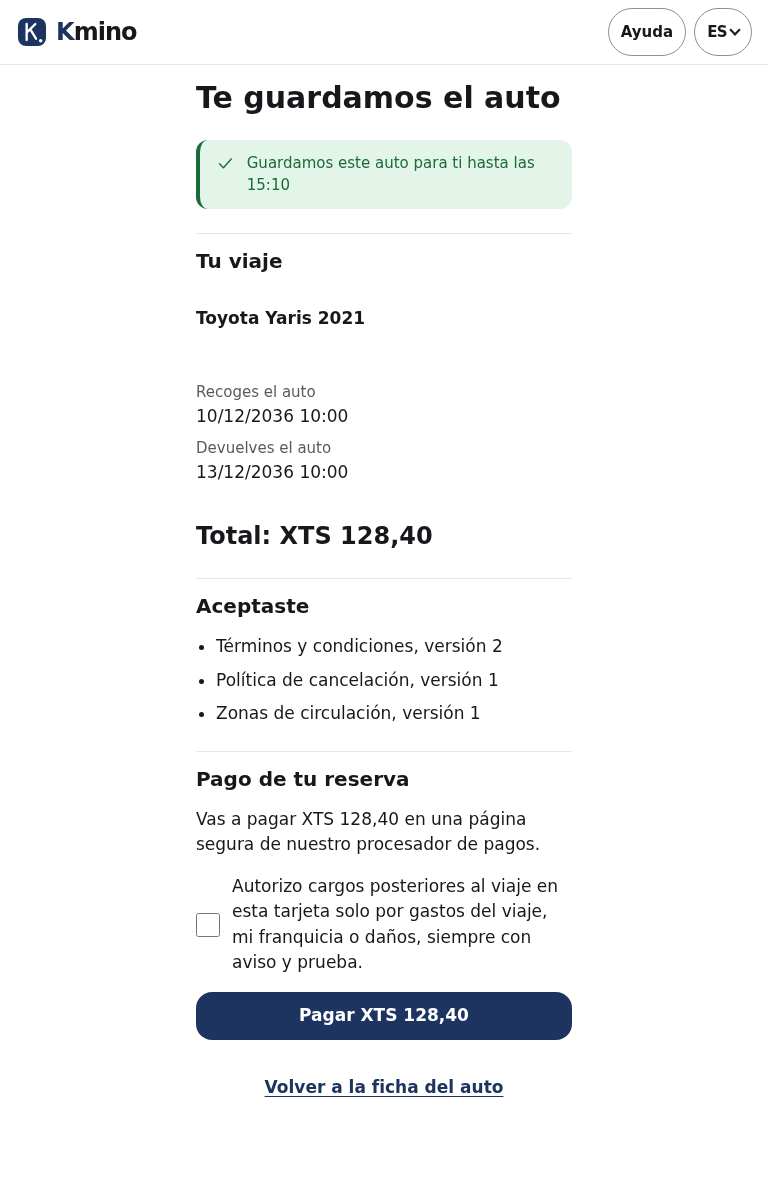 Kmino
Ayuda
ES
Te guardamos el auto
Guardamos este auto para ti hasta las
15:10
Tu viaje
Toyota Yaris 2021
Recoges el auto
10/12/2036 10:00
Devuelves el auto
13/12/2036 10:00
Total: XTS 128,40
Aceptaste
• Términos y condiciones, versión 2
• Política de cancelación, versión 1
• Zonas de circulación, versión 1
Pago de tu reserva
Vas a pagar XTS 128,40 en una página
segura de nuestro procesador de pagos.
Autorizo cargos posteriores al viaje en
esta tarjeta solo por gastos del viaje,
mi franquicia o daños, siempre con
aviso y prueba.
Pagar XTS 128,40
Volver a la ficha del auto